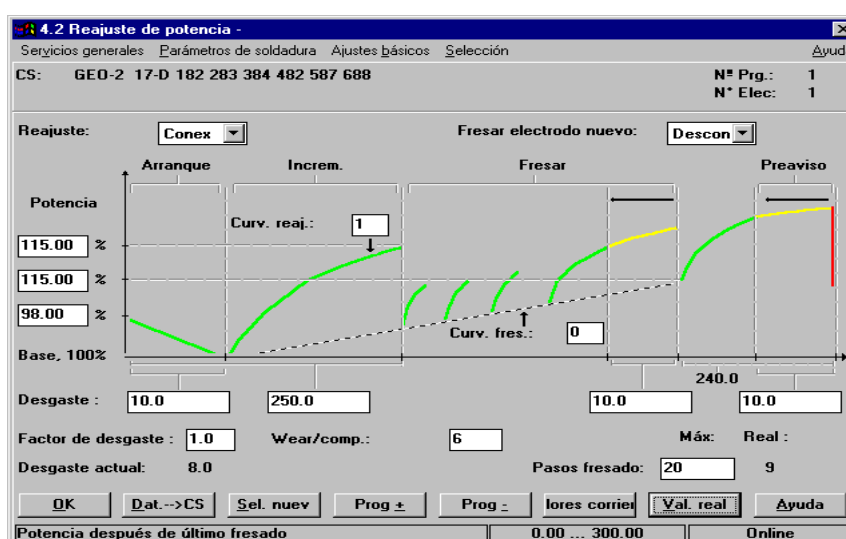 4.2 Reajuste de potencia -
Servicios generales Parámetros de soldadura Ajustes básicos Selección Ayud
CS: GEO-2 17-D 182 283 384 482 587 688 Nº Prg.: 1
N° Elec: 1
Reajuste: Conex Fresar electrodo nuevo: Descon
Arranque Increm. Fresar Preaviso
Potencia
Curv. reaj.: 1
115.00 %
115.00 %
98.00 %
Curv. fres.: 0
Base, 100%
240.0
Desgaste : 10.0 250.0 10.0 10.0
Factor de desgaste : 1.0 Wear/comp.: 6 Máx: Real :
Desgaste actual: 8.0 Pasos fresado: 20 9
OK Dat.-->CS Sel. nuev Prog + Prog - lores corrier Val. real Ayuda
Potencia después de último fresado 0.00 ... 300.00 Online